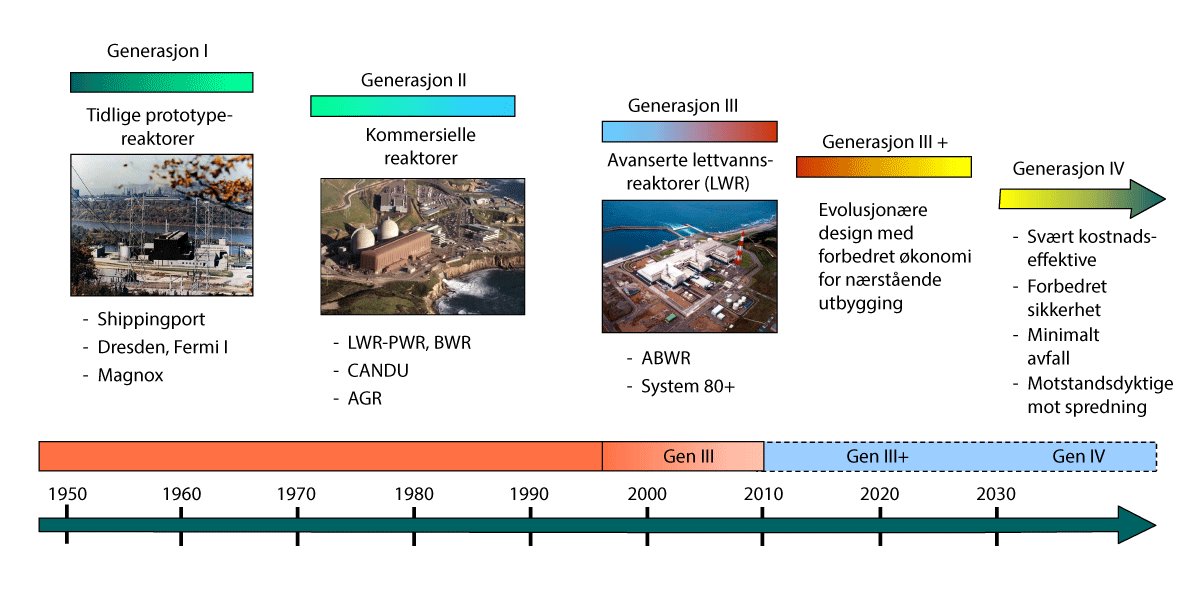 Generasjon I
Tidlige prototype-
reaktorer
- Shippingport
- Dresden, Fermi I
- Magnox
Generasjon II
Kommersielle
reaktorer
- LWR-PWR, BWR
- CANDU
- AGR
Generasjon III
Avanserte lettvanns-
reaktorer (LWR)
- ABWR
- System 80+
Generasjon III +
Evolusjonære
design med
forbedret økonomi
for nærstående
utbygging
Generasjon IV
- Svært kostnads-
effektive
- Forbedret
sikkerhet
- Minimalt
avfall
- Motstandsdyktige
mot spredning
Gen III
Gen III+
Gen IV
1950
1960
1970
1980
1990
2000
2010
2020
2030